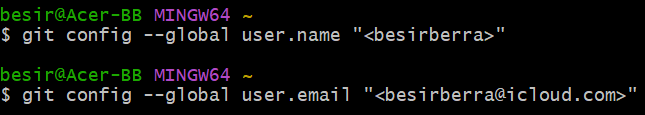 besir@Acer-BB MINGW64 ~
$ git config --global user.name "<besirberra>"
besir@Acer-BB MINGW64 ~
$ git config --global user.email "<besirberra@icloud.com>"